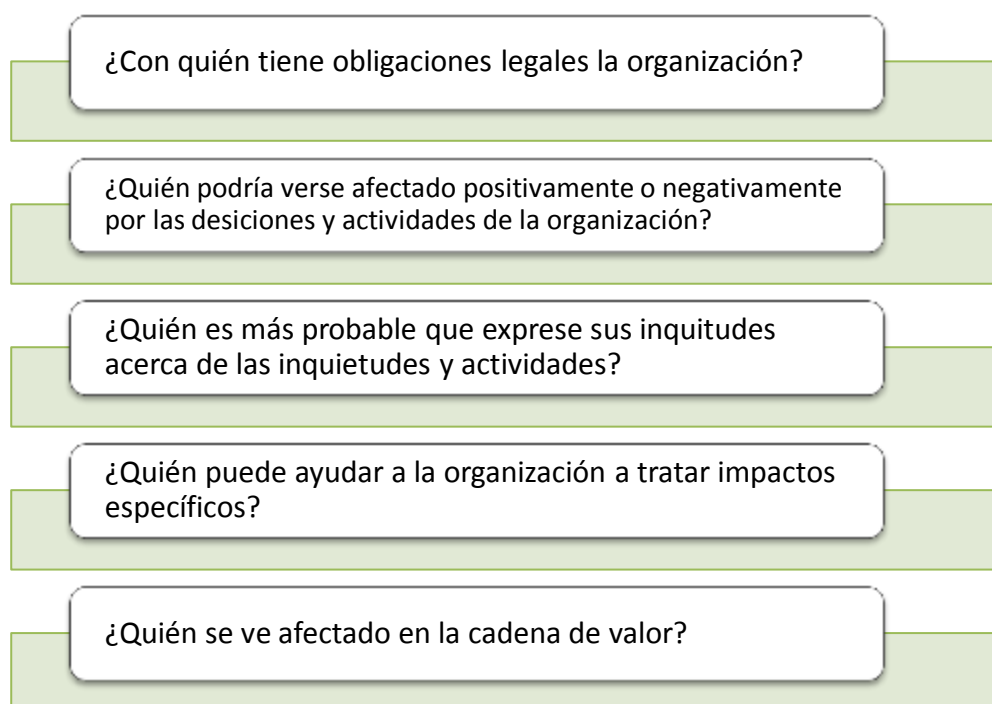 ¿Con quién tiene obligaciones legales la organización?
¿Quién podría verse afectado positivamente o negativamente
por las desiciones y actividades de la organización?
¿Quién es más probable que exprese sus inquitudes
acerca de las inquietudes y actividades?
¿Quién puede ayudar a la organización a tratar impactos
específicos?
¿Quién se ve afectado en la cadena de valor?